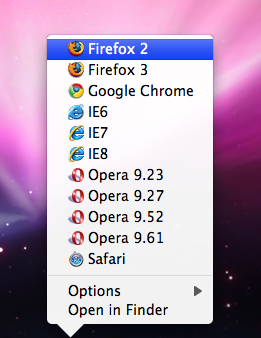 Firefox 2
Firefox 3
Google Chrome
IE6
IE7
IE8
Opera 9.23
Opera 9.27
Opera 9.52
Opera 9.61
Safari
Options
Open in Finder